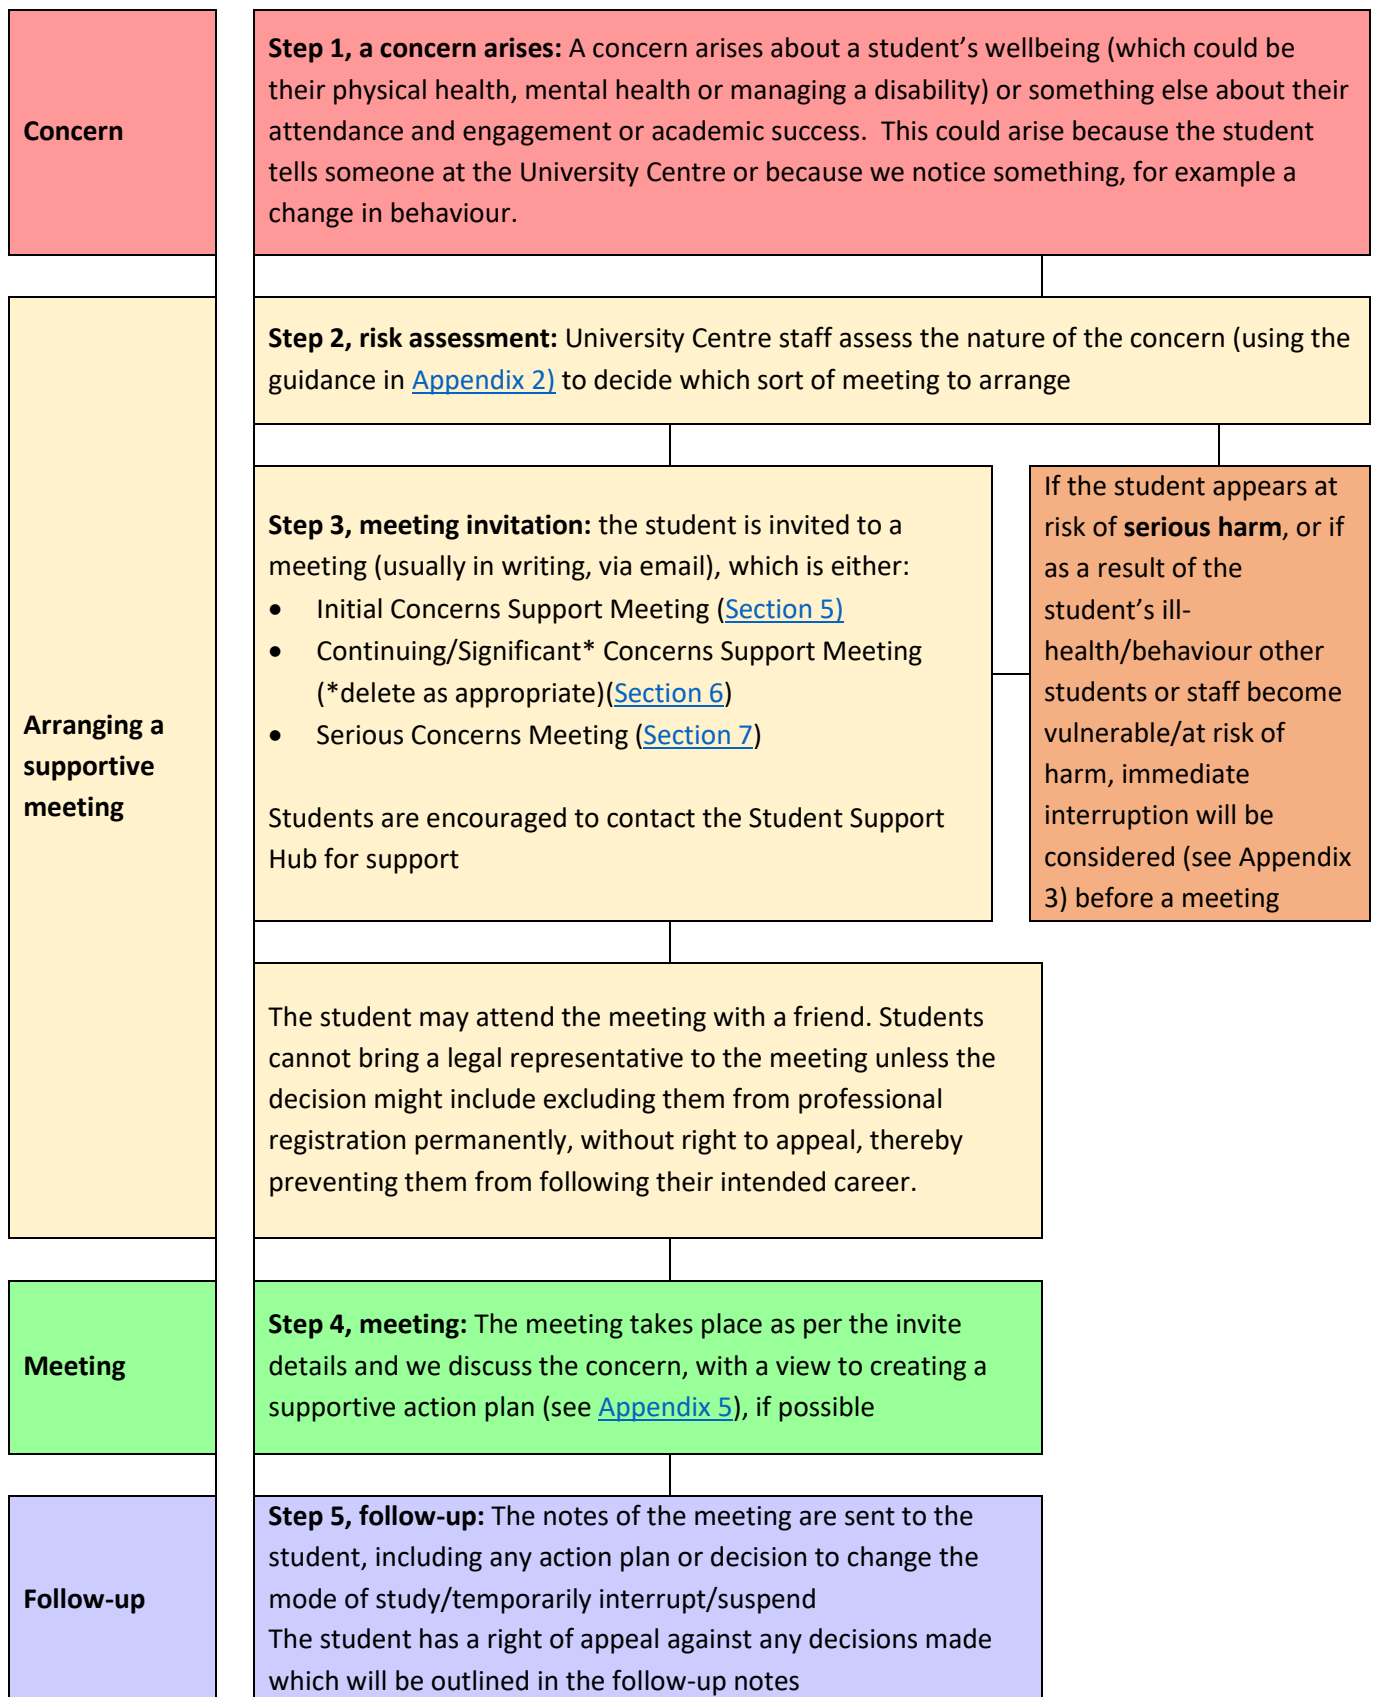 Concern
Step 1, a concern arises: A concern arises about a student’s wellbeing (which could be
their physical health, mental health or managing a disability) or something else about their
attendance and engagement or academic success.  This could arise because the student
tells someone at the University Centre or because we notice something, for example a
change in behaviour.
Arranging a
supportive
meeting
Step 2, risk assessment: University Centre staff assess the nature of the concern (using the
guidance in Appendix 2) to decide which sort of meeting to arrange
Step 3, meeting invitation: the student is invited to a
meeting (usually in writing, via email), which is either:
• Initial Concerns Support Meeting (Section 5)
• Continuing/Significant* Concerns Support Meeting
(*delete as appropriate)(Section 6)
• Serious Concerns Meeting (Section 7)
Students are encouraged to contact the Student Support
Hub for support
If the student appears at
risk of serious harm, or if
as a result of the
student’s ill-
health/behaviour other
students or staff become
vulnerable/at risk of
harm, immediate
interruption will be
considered (see Appendix
3) before a meeting
The student may attend the meeting with a friend. Students
cannot bring a legal representative to the meeting unless the
decision might include excluding them from professional
registration permanently, without right to appeal, thereby
preventing them from following their intended career.
Meeting
Step 4, meeting: The meeting takes place as per the invite
details and we discuss the concern, with a view to creating a
supportive action plan (see Appendix 5), if possible
Follow-up
Step 5, follow-up: The notes of the meeting are sent to the
student, including any action plan or decision to change the
mode of study/temporarily interrupt/suspend
The student has a right of appeal against any decisions made
which will be outlined in the follow-up notes